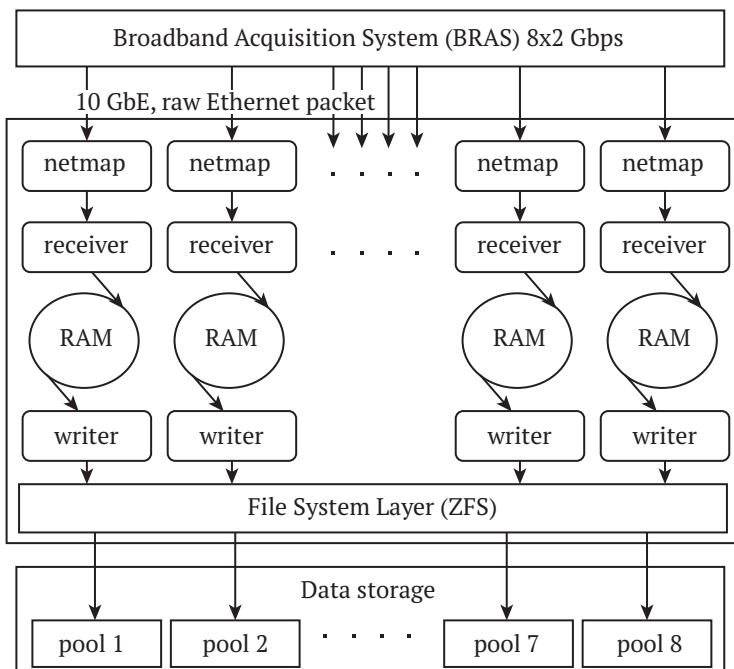 Broadband Acquisition System (BRAS) 8x2 Gbps
10 GbE, raw Ethernet packet
netmap netmap . . . . netmap netmap
receiver receiver . . . . receiver receiver
RAM RAM RAM RAM
writer writer writer writer
File System Layer (ZFS)
Data storage
pool 1 pool 2 . . . . pool 7 pool 8